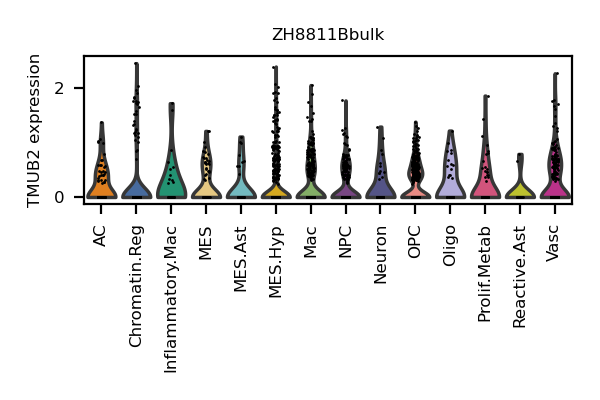 ZH8811Bbulk
TMUB2 expression
2
0
AC
Chromatin.Reg
Inflammatory.Mac
MES
MES.Ast
MES.Hyp
Mac
NPC
Neuron
OPC
Oligo
Prolif.Metab
Reactive.Ast
Vasc